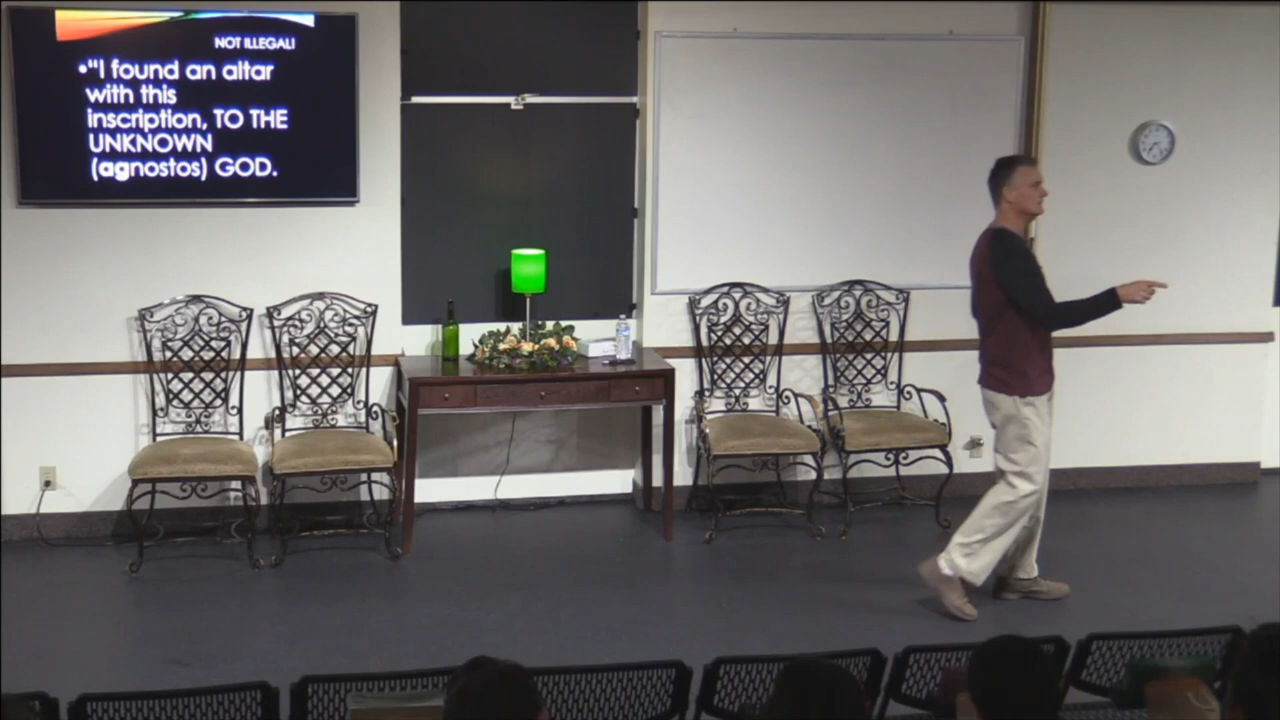 NOT ILLEGAL!
•"I found an altar
with this
inscription, TO THE
UNKNOWN
(agnostos) GOD.